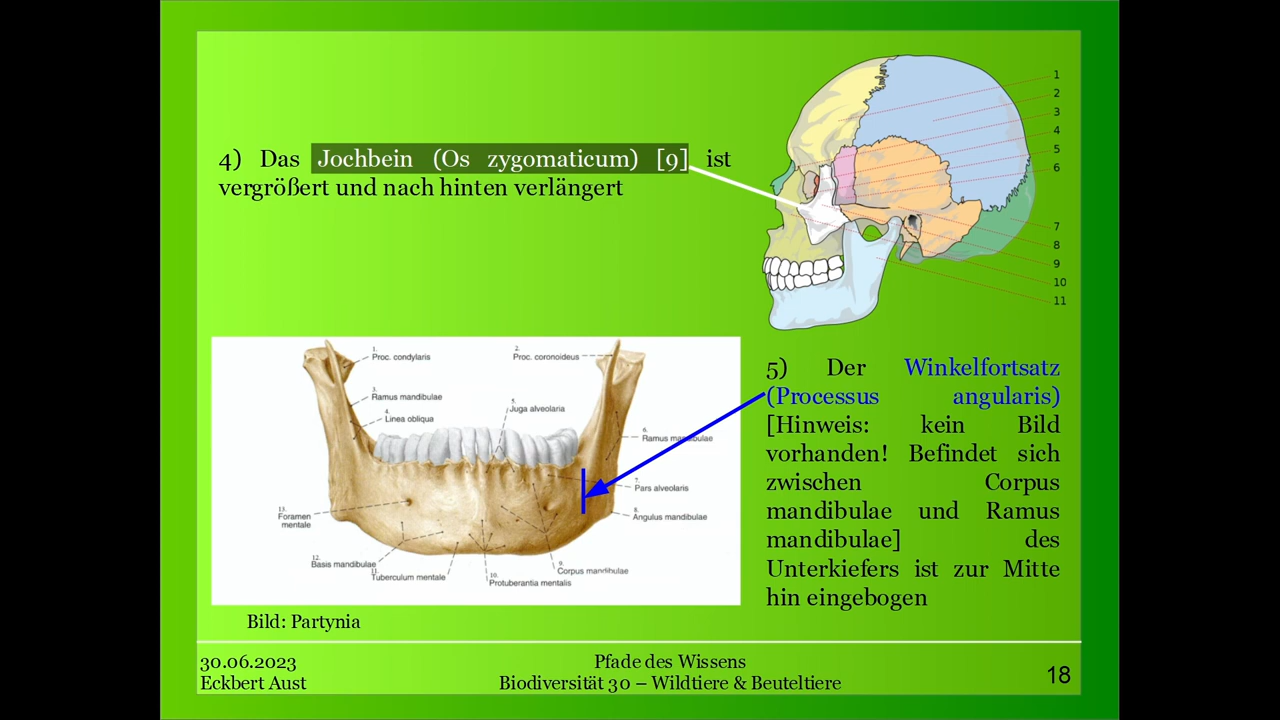 4) Das Jochbein (Os zygomaticum) [9] ist
vergrößert und nach hinten verlängert
1
2
3
4
5
6
7
8
9
10
11
1.
Proc. condylaris
2.
Proc. coronoideus
3.
Ramus mandibulae
4.
Linea obliqua
5.
Juga alveolaria
6.
Ramus mandibulae
7.
Pars alveolaris
8.
Angulus mandibulae
13.
Foramen
mentale
12.
Basis mandibulae
11.
Tuberculum mentale
10.
Protuberantia mentalis
9.
Corpus mandibulae
Bild: Partynia
5) Der Winkelfortsatz
(Processus angularis)
[Hinweis: kein Bild
vorhanden! Befindet sich
zwischen Corpus
mandibulae und Ramus
mandibulae] des
Unterkiefers ist zur Mitte
hin eingebogen
30.06.2023
Eckbert Aust
Pfade des Wissens
Biodiversität 30 – Wildtiere & Beuteltiere
18